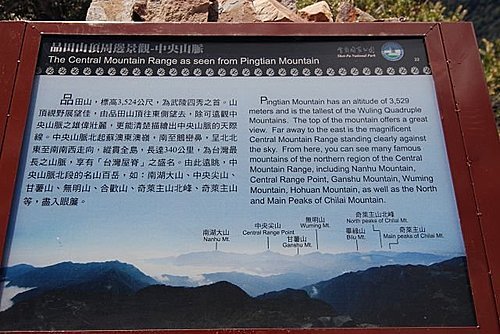 品田山頂周邊景觀-中央山脈
The Central Mountain Range as seen from Pingtian Mountain
雪霸國家公園
Shei-Pa National Park
品田山，標高3,524公尺，為武陵四秀之首。山
頂視野展望佳，由品田山頂往東側望去，除可遠觀中
央山脈之雄偉壯麗，更能清楚描繪出中央山脈的天際
線。中央山脈北起蘇澳東澳嶺，南至鵝鑾鼻，呈北北
東至南南西走向，縱貫全島，長達340公里，為台灣最
長之山脈，享有「台灣屋脊」之盛名。由此遠眺，中
央山脈北段的名山百岳，如：南湖大山、中央尖山、
甘薯山、無明山、合歡山、奇萊主山北峰、奇萊主山
等，盡入眼簾。
Pingtian Mountain has an altitude of 3,529
meters and is the tallest of the Wuling Quadruple
Mountains. The top of the mountain offers a great
view. Far away to the east is the magnificent
Central Mountain Range standing clearly against
the sky. From here, you can see many famous
mountains of the northern region of the Central
Mountain Range, including Nanhu Mountain,
Central Range Point, Ganshu Mountain, Wuming
Mountain, Hohuan Mountain, as well as the North
and Main Peaks of Chilai Mountain.
南湖大山
Nanhu Mt.
中央尖山
Central Range Point
甘薯山
Ganshu Mt.
無明山
Wuming Mt.
奇萊主山北峰
North peaks of Chilai Mt.
畢祿山
Bilu Mt.
奇萊主山
Main peaks of Chilai Mt.